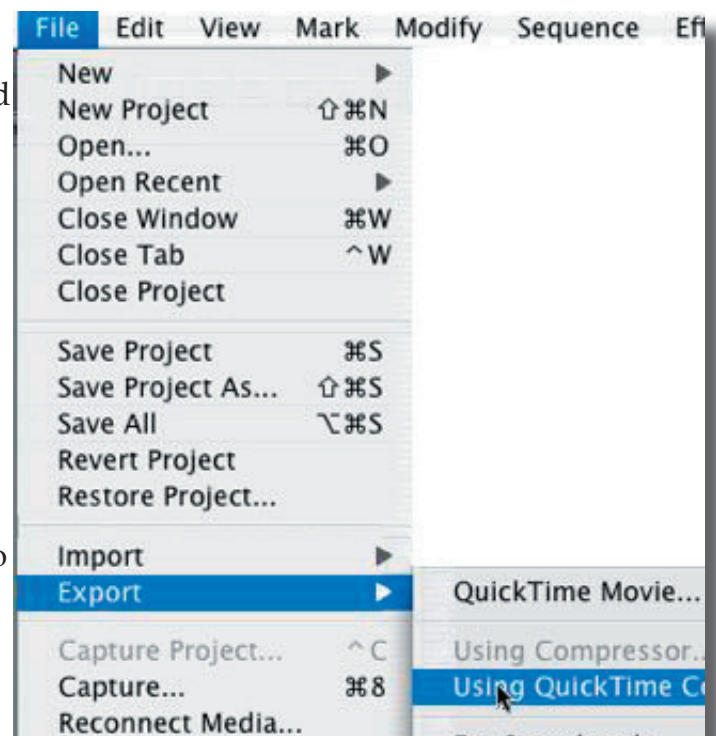 File Edit View Mark Modify Sequence Eff
d
New
New Project ⇧⌘N
Open... ⌘O
Open Recent
Close Window ⌘W
Close Tab ^W
Close Project
Save Project ⌘S
Save Project As... ⇧⌘S
Save All ⌥⌘S
Revert Project
Restore Project...
o
Import
Export QuickTime Movie...
Capture Project... ^C Using Compressor..
Capture... ⌘8 Using QuickTime Co
Reconnect Media...